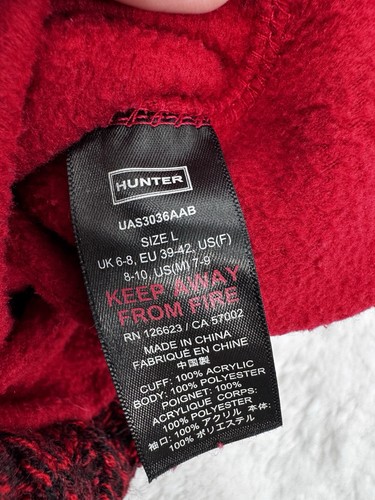 HUNTER
UAS3036AAB
SIZE L
UK 6-8, EU 39-42, US(F)
8-10, US(M) 7-9
KEEP AWAY
FROM FIRE
RN 126623 / CA 57002
MADE IN CHINA
FABRIQUÉ EN CHINE
中国製
CUFF: 100% ACRYLIC
BODY: 100% POLYESTER
POIGNET: 100%
ACRYLIQUE CORPS:
100% POLYESTER
袖口: 100% アクリル 本体:
100% ポリエステル